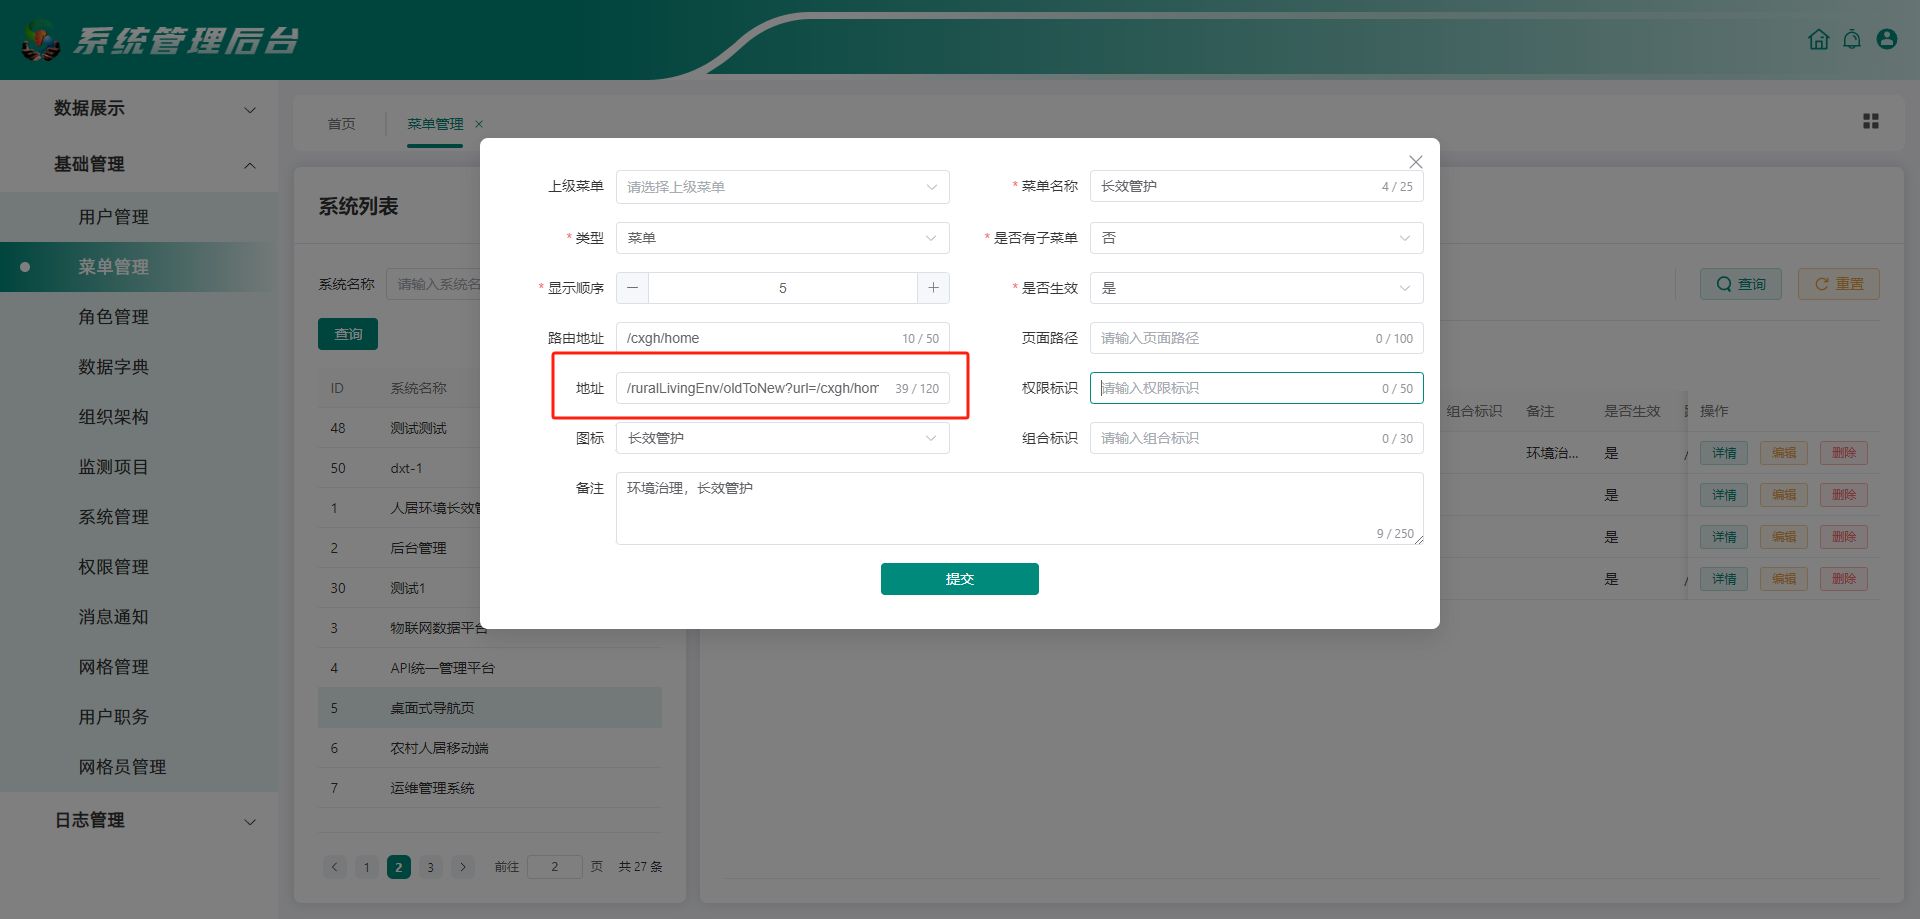 系统管理后台
数据展示
基础管理
用户管理
菜单管理
角色管理
数据字典
组织架构
监测项目
系统管理
权限管理
消息通知
网格管理
用户职务
网格员管理
日志管理
首页
菜单管理
系统列表
系统名称 请输入系统名
查询
ID 系统名称
48 测试测试
50 dxt-1
1 人居环境长效管
2 后台管理
30 测试1
3 物联网数据平台
4 API统一管理平台
5 桌面式导航页
6 农村人居移动端
7 运维管理系统
1 2 3 前往 2 页 共 27 条
上级菜单 请选择上级菜单
* 菜单名称 长效管护 4 / 25
* 类型 菜单
* 是否有子菜单 否
* 显示顺序 5
* 是否生效 是
路由地址 /cxgh/home 10 / 50
页面路径 请输入页面路径 0 / 100
地址 /ruralLivingEnv/oldToNew?url=/cxgh/hom 39 / 120
权限标识 请输入权限标识 0 / 50
图标 长效管护
组合标识 请输入组合标识 0 / 30
备注 环境治理，长效管护
9 / 250
提交
查询 重置
组合标识 备注 是否生效 操作
环境治... 是 / 详情 编辑 删除
是 详情 编辑 删除
是 详情 编辑 删除
是 / 详情 编辑 删除